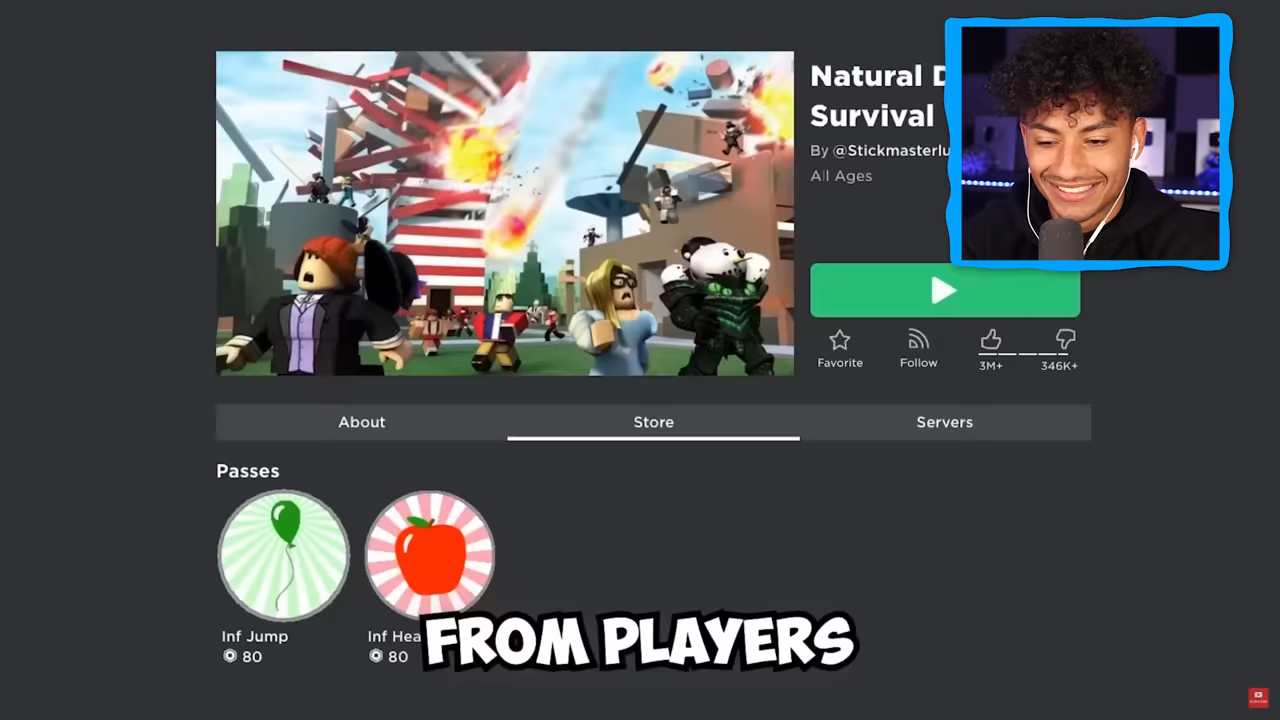 Natural D
Survival
By @Stickmasterlu
All Ages
Favorite
Follow
3M+
346K+
About
Store
Servers
Passes
Inf Jump
80
Inf Hea
80
FROM PLAYERS